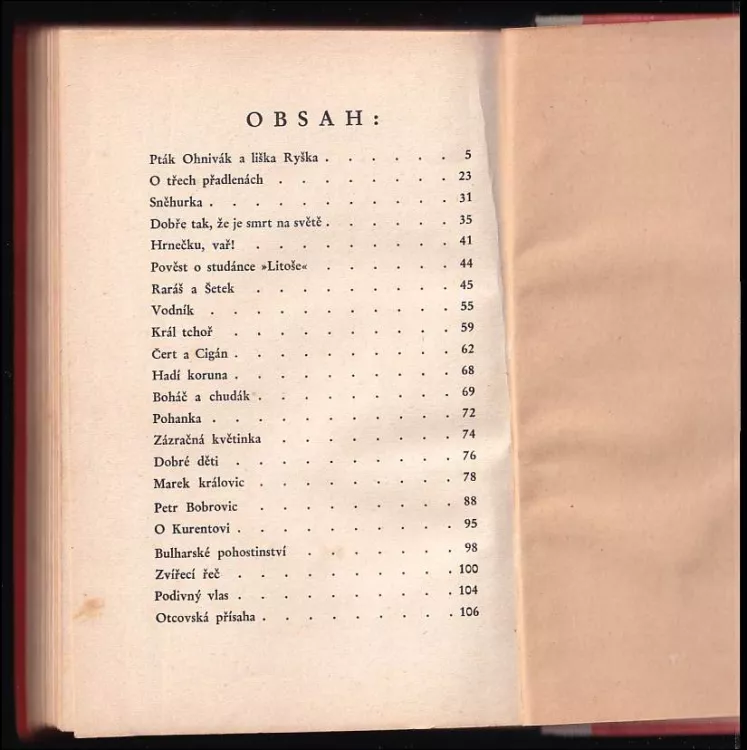 OBSAH:
Pták Ohnivák a liška Ryška . . . . . . 5
O třech přadlenách . . . . . . . . 23
Sněhurka . . . . . . . . . . . 31
Dobře tak, že je smrt na světě . . . . . . 35
Hrnečku, vař! . . . . . . . . . 41
Pověst o studánce »Litoše« . . . . . . 44
Raráš a Šetek . . . . . . . . . 45
Vodník . . . . . . . . . . . 55
Král tchoř . . . . . . . . . . 59
Čert a Cigán . . . . . . . . . . 62
Hadí koruna . . . . . . . . . . 68
Boháč a chudák . . . . . . . . . 69
Pohanka . . . . . . . . . . . 72
Zázračná květinka . . . . . . . . 74
Dobré děti . . . . . . . . . . 76
Marek královic . . . . . . . . . 78
Petr Bobrovic . . . . . . . . . 88
O Kurentovi . . . . . . . . . . 95
Bulharské pohostinství . . . . . . . 98
Zvířecí řeč . . . . . . . . . . 100
Podivný vlas . . . . . . . . . . 104
Otcovská přísaha . . . . . . . . . 106